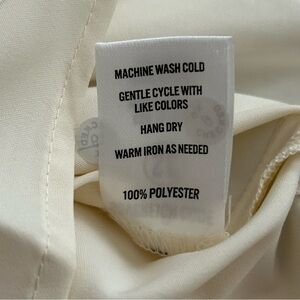 MACHINE WASH COLD
GENTLE CYCLE WITH
LIKE COLORS
HANG DRY
WARM IRON AS NEEDED
100% POLYESTER